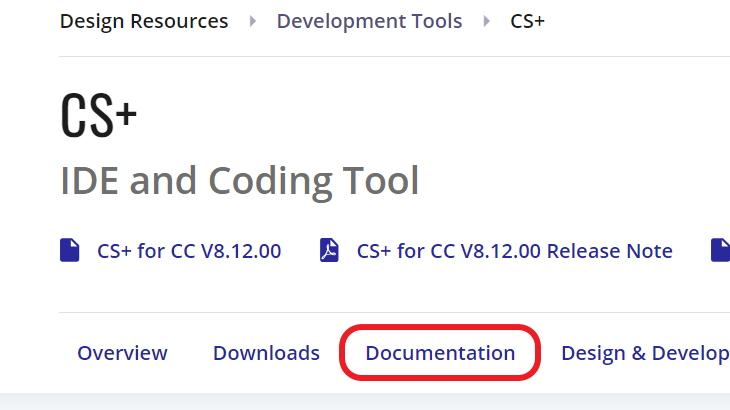 Design Resources Development Tools CS+
CS+
IDE and Coding Tool
CS+ for CC V8.12.00 CS+ for CC V8.12.00 Release Note
Overview Downloads Documentation Design & Develop